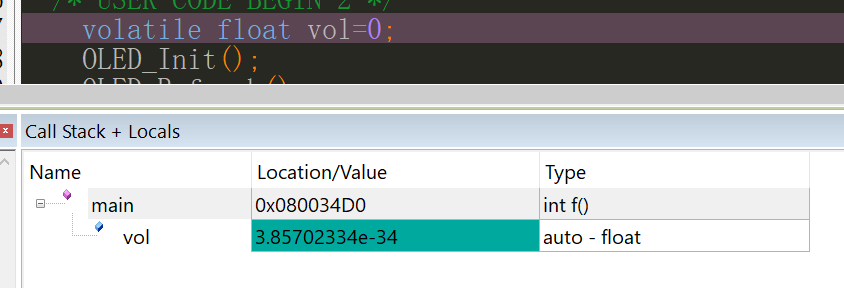 /* USER CODE BEGIN 2 */
volatile float vol=0;
OLED_Init();
Call Stack + Locals
Name Location/Value Type
main 0x080034D0 int f()
vol 3.85702334e-34 auto - float